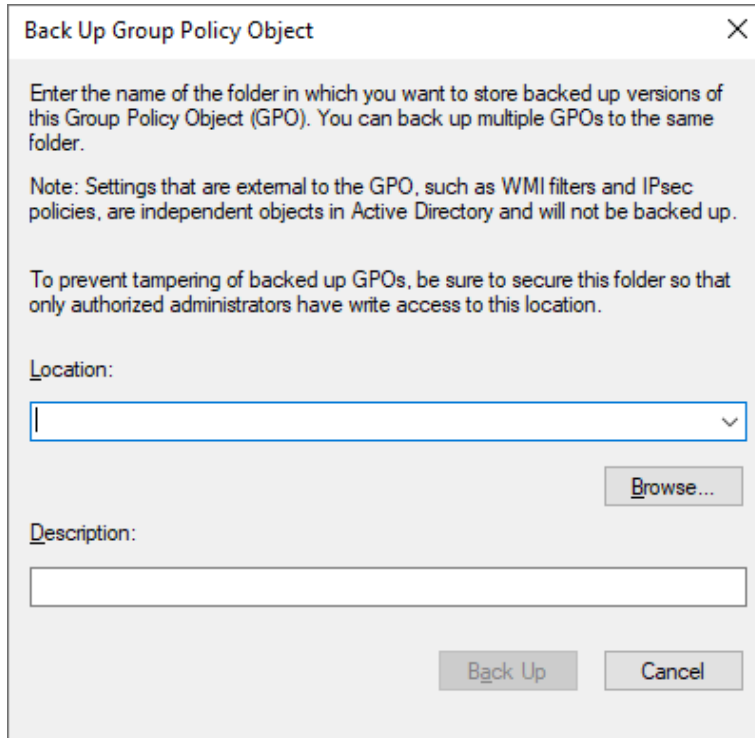 Back Up Group Policy Object
Enter the name of the folder in which you want to store backed up versions of
this Group Policy Object (GPO). You can back up multiple GPOs to the same
folder.
Note: Settings that are external to the GPO, such as WMI filters and IPsec
policies, are independent objects in Active Directory and will not be backed up.
To prevent tampering of backed up GPOs, be sure to secure this folder so that
only authorized administrators have write access to this location.
Location:
Browse...
Description:
Back Up
Cancel